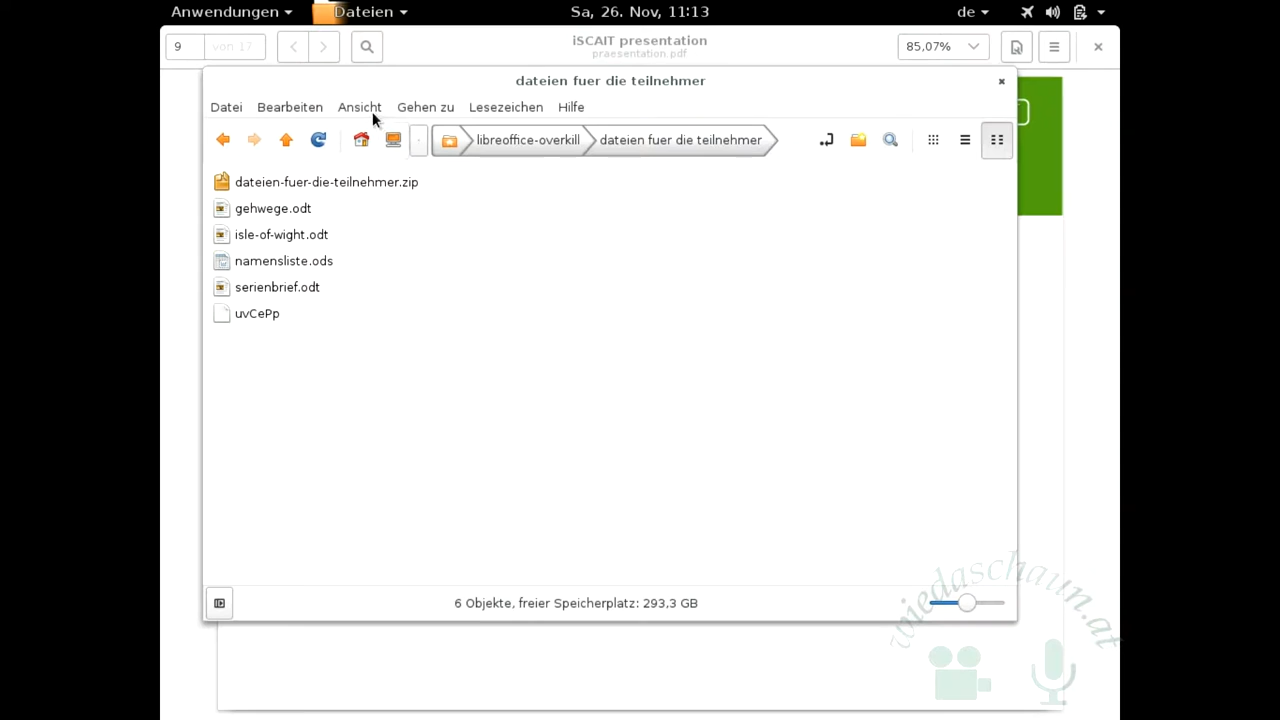 Anwendungen
Dateien
Sa, 26. Nov, 11:13
de
9
von 17
iSCAIT presentation
praesentation.pdf
85,07%
dateien fuer die teilnehmer
Datei Bearbeiten Ansicht Gehen zu Lesezeichen Hilfe
libreoffice-overkill
dateien fuer die teilnehmer
dateien-fuer-die-teilnehmer.zip
gehwege.odt
isle-of-wight.odt
namensliste.ods
serienbrief.odt
uvCePp
6 Objekte, freier Speicherplatz: 293,3 GB
wiedaschaun.at